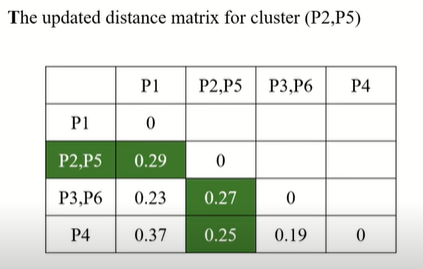 The updated distance matrix for cluster (P2,P5)
P1 P2,P5 P3,P6 P4
P1 0
P2,P5 0.29 0
P3,P6 0.23 0.27 0
P4 0.37 0.25 0.19 0